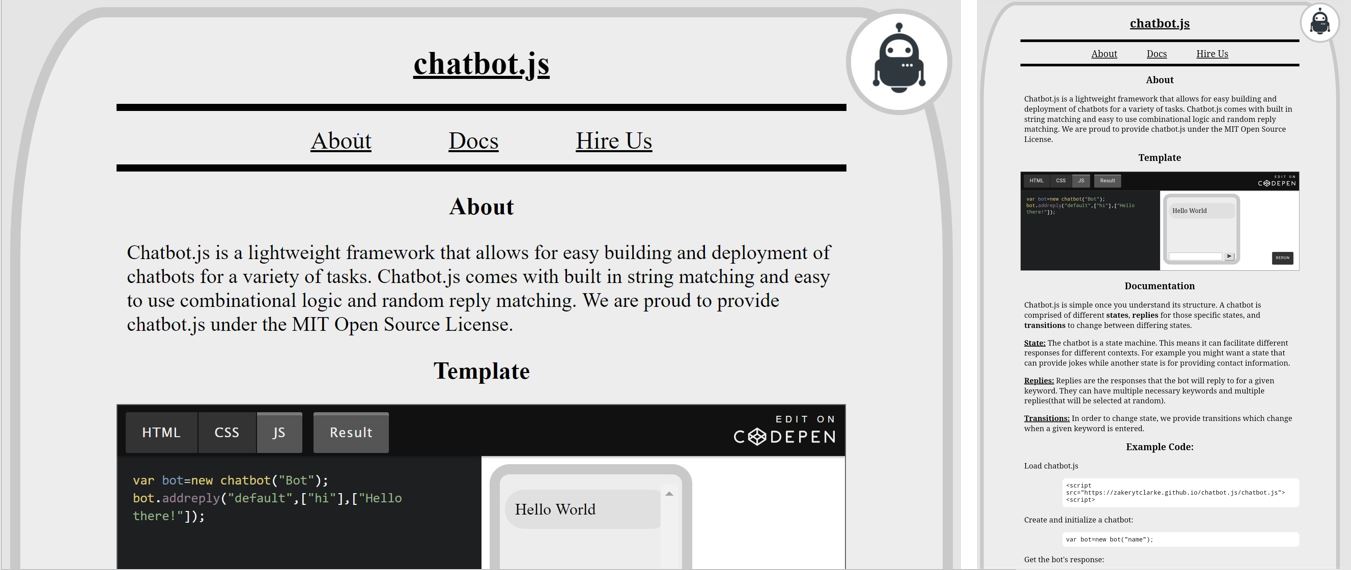 chatbot.js
About
Docs
Hire Us
About
Chatbot.js is a lightweight framework that allows for easy building and deployment of
chatbots for a variety of tasks. Chatbot.js comes with built in string matching and easy
to use combinational logic and random reply matching. We are proud to provide
chatbot.js under the MIT Open Source License.
Template
HTML
CSS
JS
Result
EDIT ON
CODEPEN
var bot=new chatbot("Bot");
bot.addreply("default",["hi"],["Hello
there!"]);
Hello World
chatbot.js
About
Docs
Hire Us
About
Chatbot.js is a lightweight framework that allows for easy building and
deployment of chatbots for a variety of tasks. Chatbot.js comes with built in
string matching and easy to use combinational logic and random reply
matching. We are proud to provide chatbot.js under the MIT Open Source
License.
Template
HTML
CSS
JS
Result
EDIT ON
CODEPEN
var bot=new chatbot("Bot");
bot.addreply("default",["hi"],["Hello
there!"]);
Hello World
RERUN
Documentation
Chatbot.js is simple once you understand its structure. A chatbot is
comprised of different states, replies for those specific states, and
transitions to change between differing states.
State: The chatbot is a state machine. This means it can facilitate different
responses for different contexts. For example you might want a state that
can provide jokes while another state is for providing contact information.
Replies: Replies are the responses that the bot will reply to for a given
keyword. They can have multiple necessary keywords and multiple
replies(that will be selected at random).
Transitions: In order to change state, we provide transitions which change
when a given keyword is entered.
Example Code:
Load chatbot.js
<script
src="https://zakerytclarke.github.io/chatbot.js/chatbot.js">
<script>
Create and initialize a chatbot:
var bot=new bot("name");
Get the bot's response: